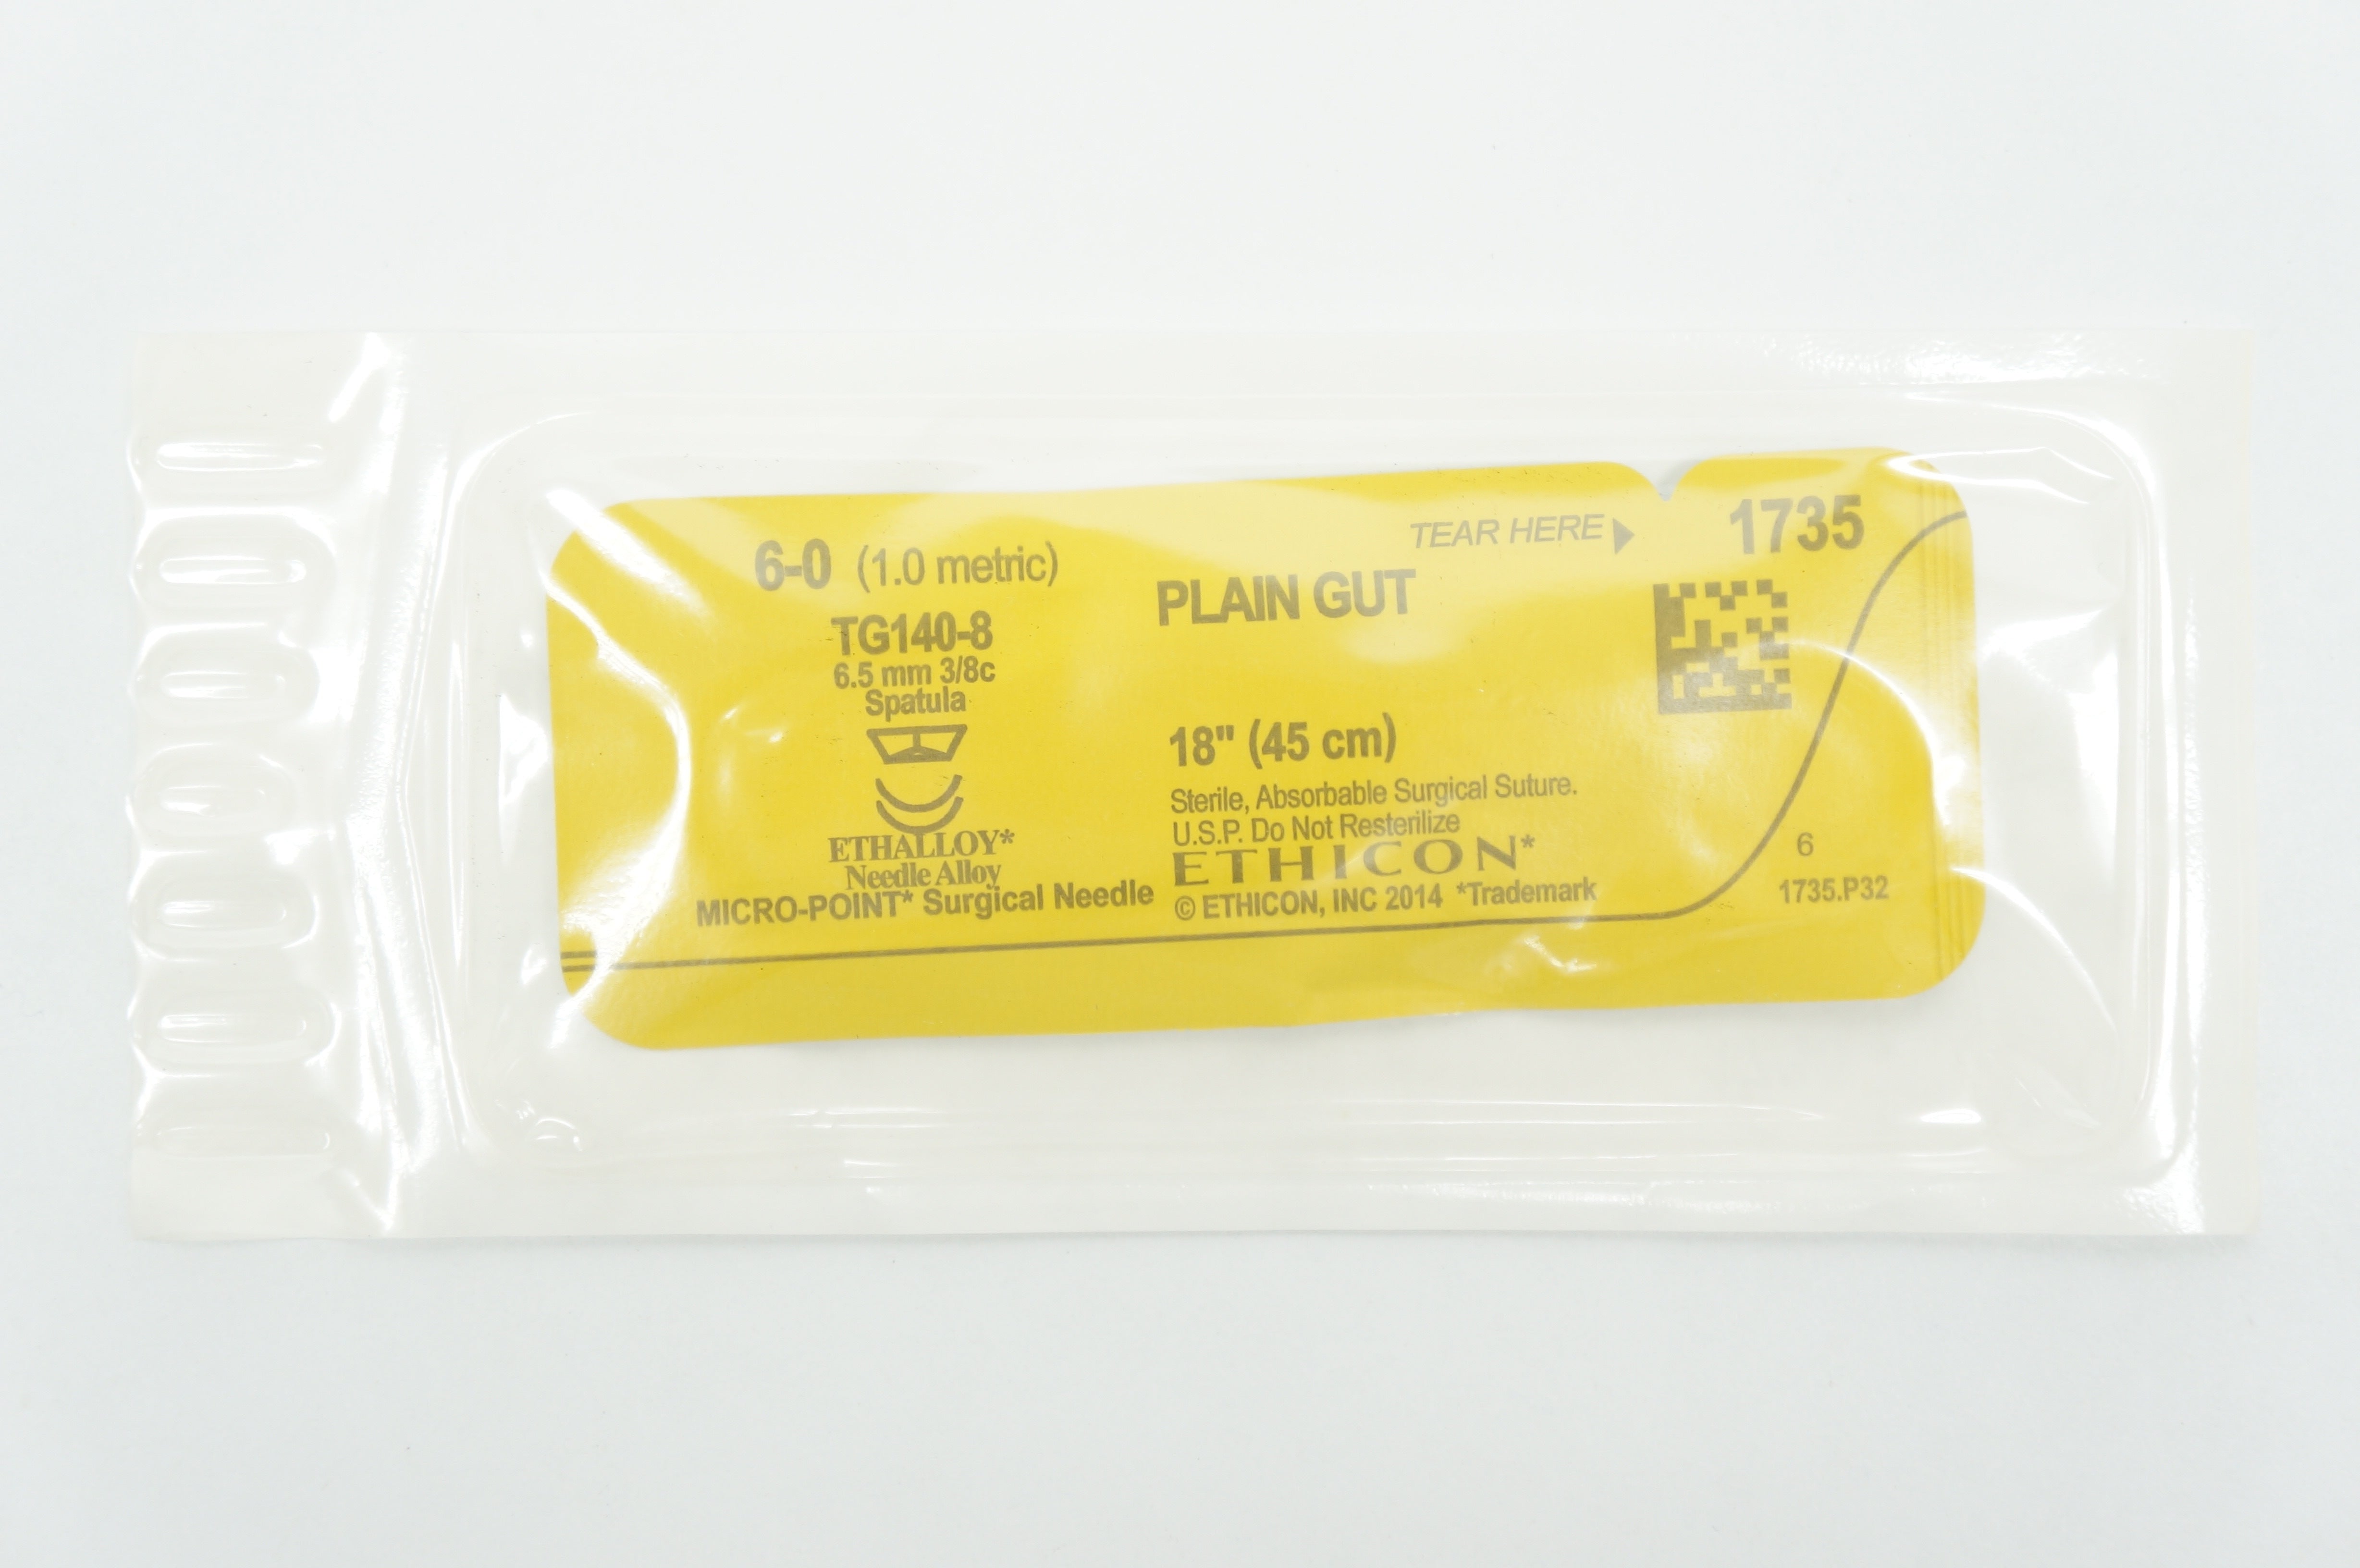 TEAR HERE
1735
6-0 (1.0 metric)
PLAIN GUT
TG140-8
6.5 mm 3/8c
Spatula
18" (45 cm)
Sterile, Absorbable Surgical Suture.
U.S.P. Do Not Resterilize
ETHALLOY*
Needle Alloy
MICRO-POINT* Surgical Needle
ETHICON*
© ETHICON, INC 2014 *Trademark
6
1735.P32